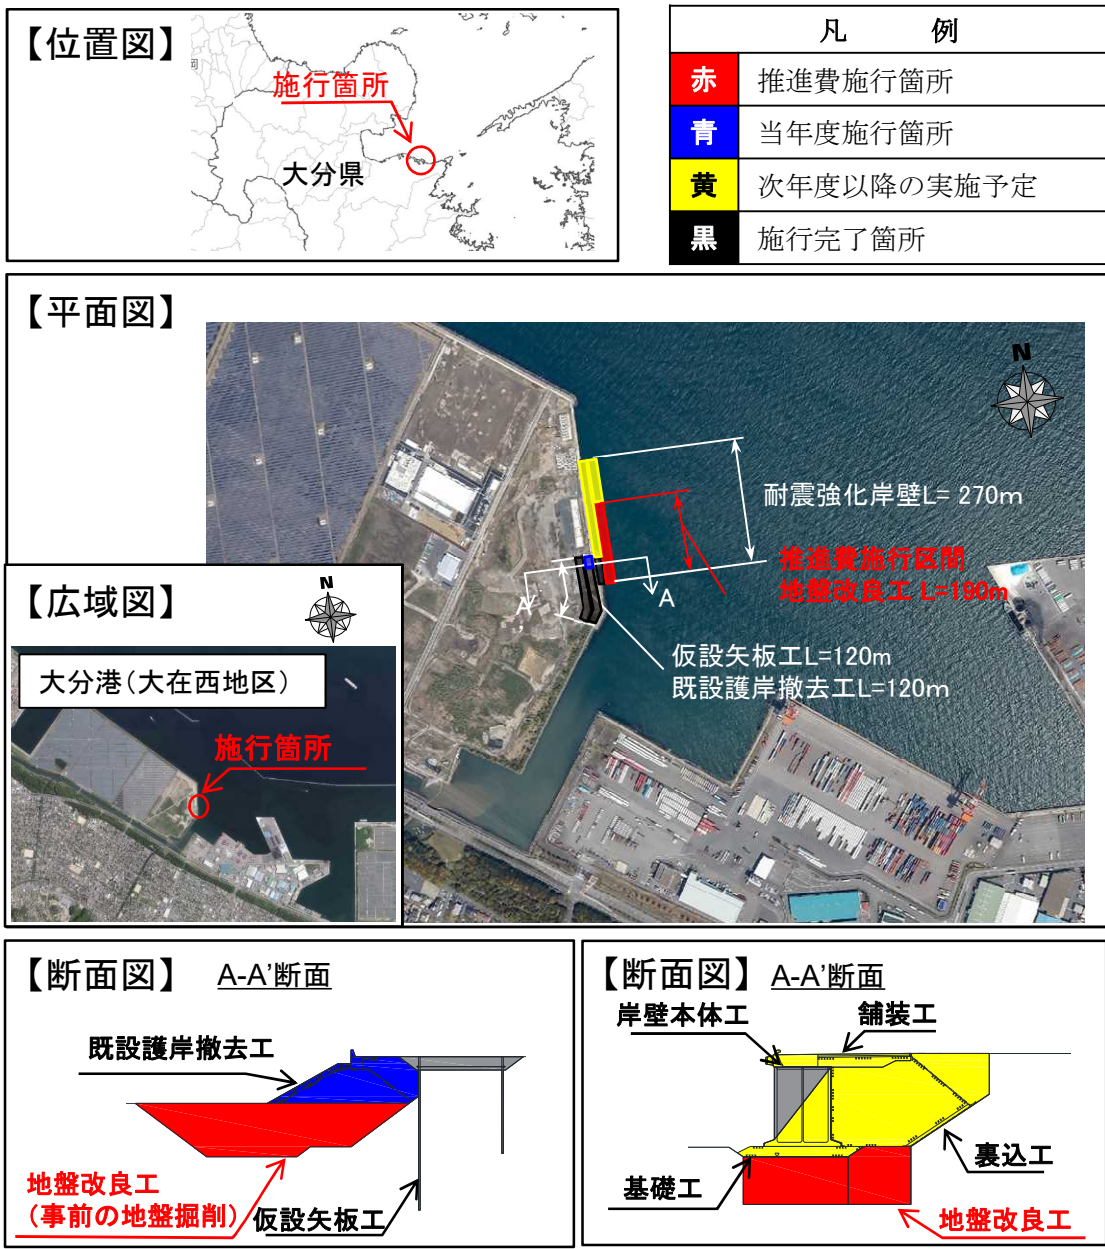 【位置図】
施行箇所
大分県
凡 例
赤 推進費施行箇所
青 当年度施行箇所
黄 次年度以降の実施予定
黒 施行完了箇所
【平面図】
N
耐震強化岸壁L= 270m
推進費施行区間
地盤改良工 L=190m
A'
A
仮設矢板工L=120m
既設護岸撤去工L=120m
【広域図】
N
大分港(大在西地区)
施行箇所
【断面図】 A-A'断面
既設護岸撤去工
地盤改良工
(事前の地盤掘削)
仮設矢板工
【断面図】 A-A'断面
岸壁本体工
舗装工
裏込工
基礎工
地盤改良工